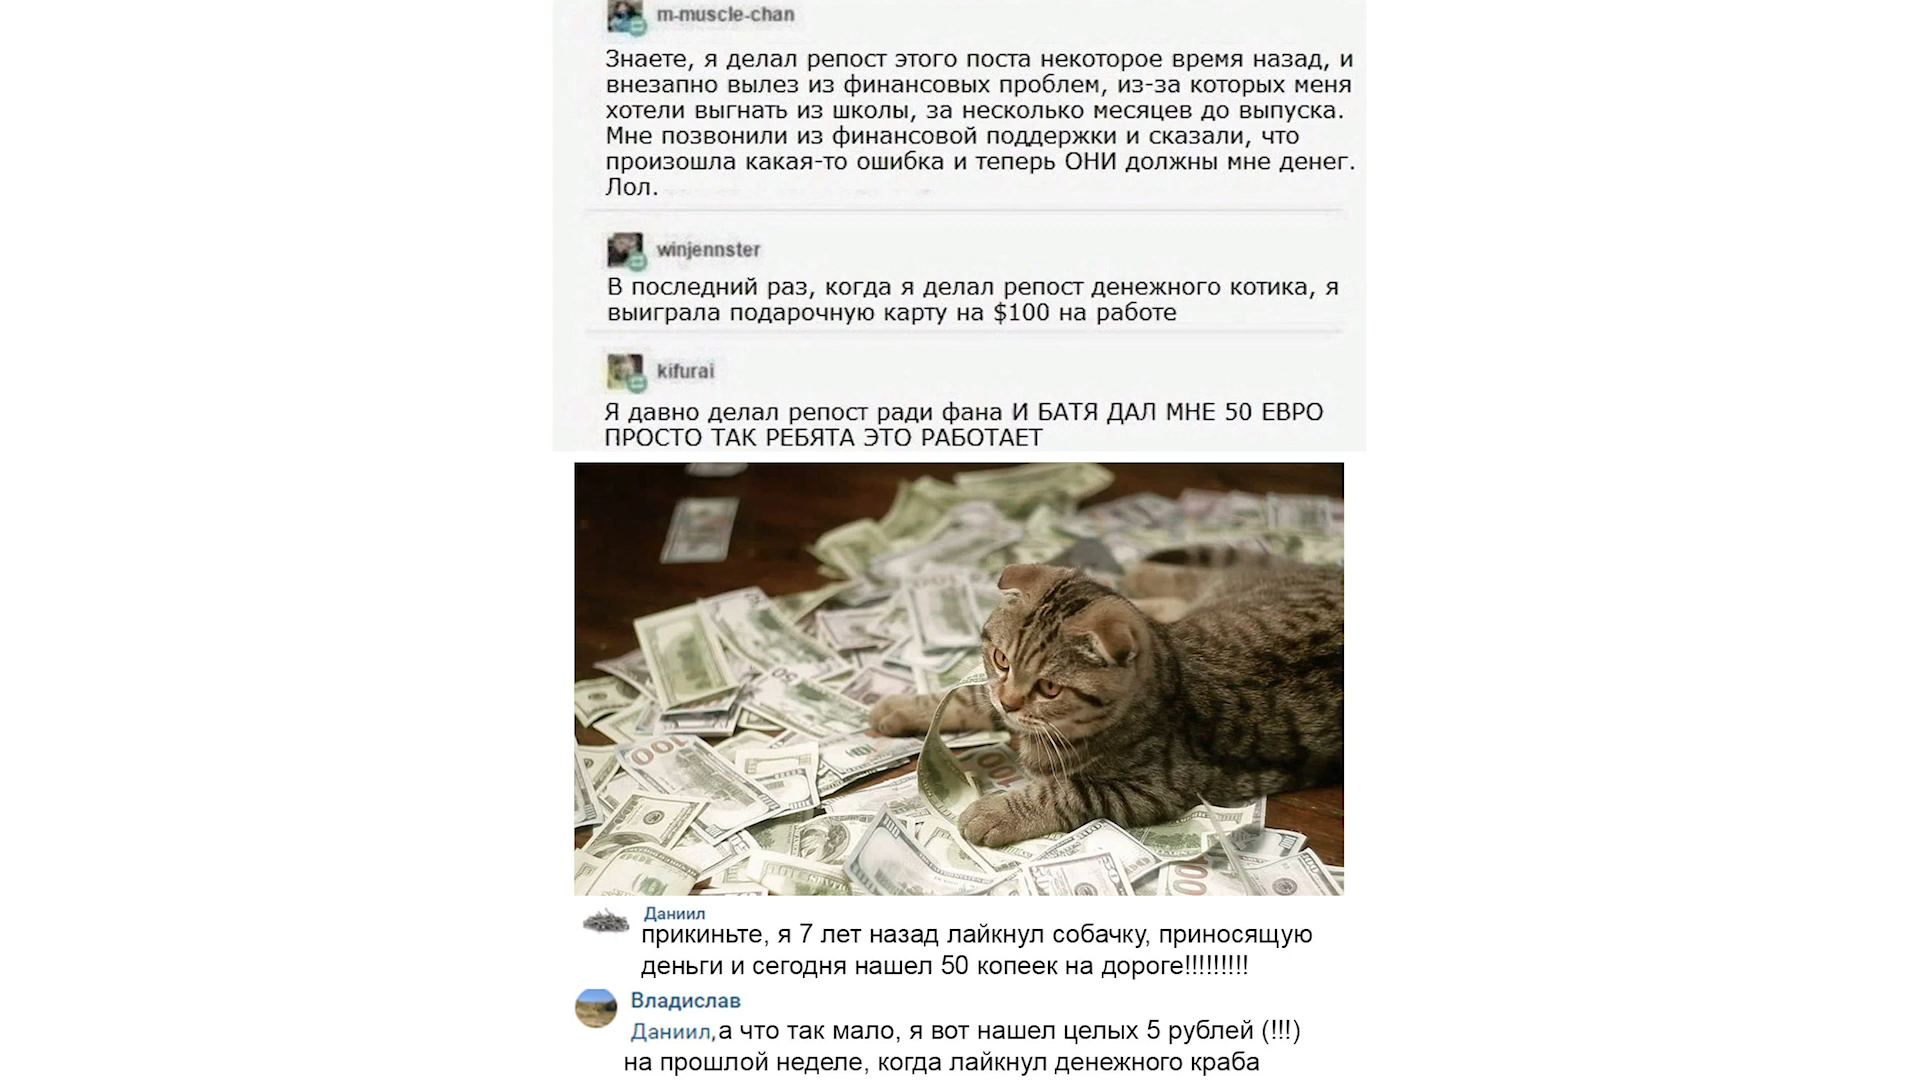 m-muscle-chan
Знаете, я делал репост этого поста некоторое время назад, и
внезапно вылез из финансовых проблем, из-за которых меня
хотели выгнать из школы, за несколько месяцев до выпуска.
Мне позвонили из финансовой поддержки и сказали, что
произошла какая-то ошибка и теперь ОНИ должны мне денег.
Лол.
winjennster
В последний раз, когда я делал репост денежного котика, я
выиграла подарочную карту на $100 на работе
kifurai
Я давно делал репост ради фана И БАТЯ ДАЛ МНЕ 50 ЕВРО
ПРОСТО ТАК РЕБЯТА ЭТО РАБОТАЕТ
100
50
100
100
Даниил
прикиньте, я 7 лет назад лайкнул собачку, приносящую
деньги и сегодня нашел 50 копеек на дороге!!!!!!!!!
Владислав
Даниил,а что так мало, я вот нашел целых 5 рублей (!!!)
на прошлой неделе, когда лайкнул денежного краба